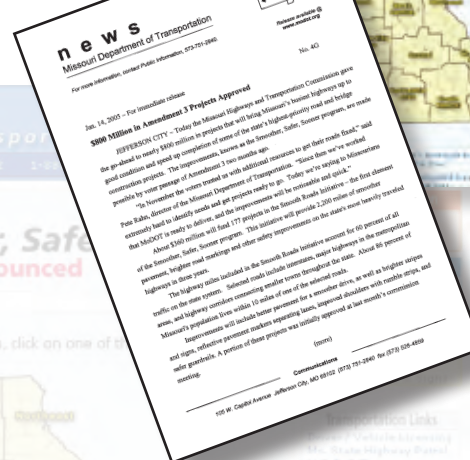 news
Missouri Department of Transportation
For more information, contact Public Information, 573-751-2840.
Release available @
www.modot.org
No. 4G
Jan. 14, 2005 – For immediate release
$800 Million in Amendment 3 Projects Approved
JEFFERSON CITY – Today the Missouri Highways and Transportation Commission gave
the go-ahead to nearly $800 million in projects that will bring Missouri's busiest highways up to
good condition and speed up completion of some of the state's highest-priority road and bridge
construction projects. The improvements, known as the Smoother, Safer, Sooner program, are made
possible by voter passage of Amendment 3 two months ago.
"In November the voters trusted us with additional resources to get their roads fixed," said
Pete Rahn, director of the Missouri Department of Transportation. "Since then we've worked
extremely hard to identify needs and get projects ready to go. Today we're saying to Missourians
that MoDOT is ready to deliver, and the improvements will be noticeable and quick."
About $360 million will fund 177 projects in the Smooth Roads Initiative – the first element
of the Smoother, Safer, Sooner program. This initiative will provide 2,200 miles of smoother
pavement, brighter road markings and other safety improvements on the state's most heavily traveled
highways in three years.
The highway miles included in the Smooth Roads Initiative account for 60 percent of all
traffic on the state system. Selected roads include interstates, major highways in the metropolitan
areas, and highway corridors connecting smaller towns throughout the state. About 86 percent of
Missouri's population lives within 10 miles of one of the selected roads.
Improvements will include better pavement for a smoother drive, as well as brighter stripes
and signs, reflective pavement markers separating lanes, improved shoulders with rumble strips, and
safer guardrails. A portion of these projects was initially approved at last month's commission
meeting.
(more)
Communications
105 W. Capitol Avenue Jefferson City, MO 65102 (573) 751-2840 fax (573) 526-4809
, Safe
ounced
, click on one of th
Northeast
Transportation Links